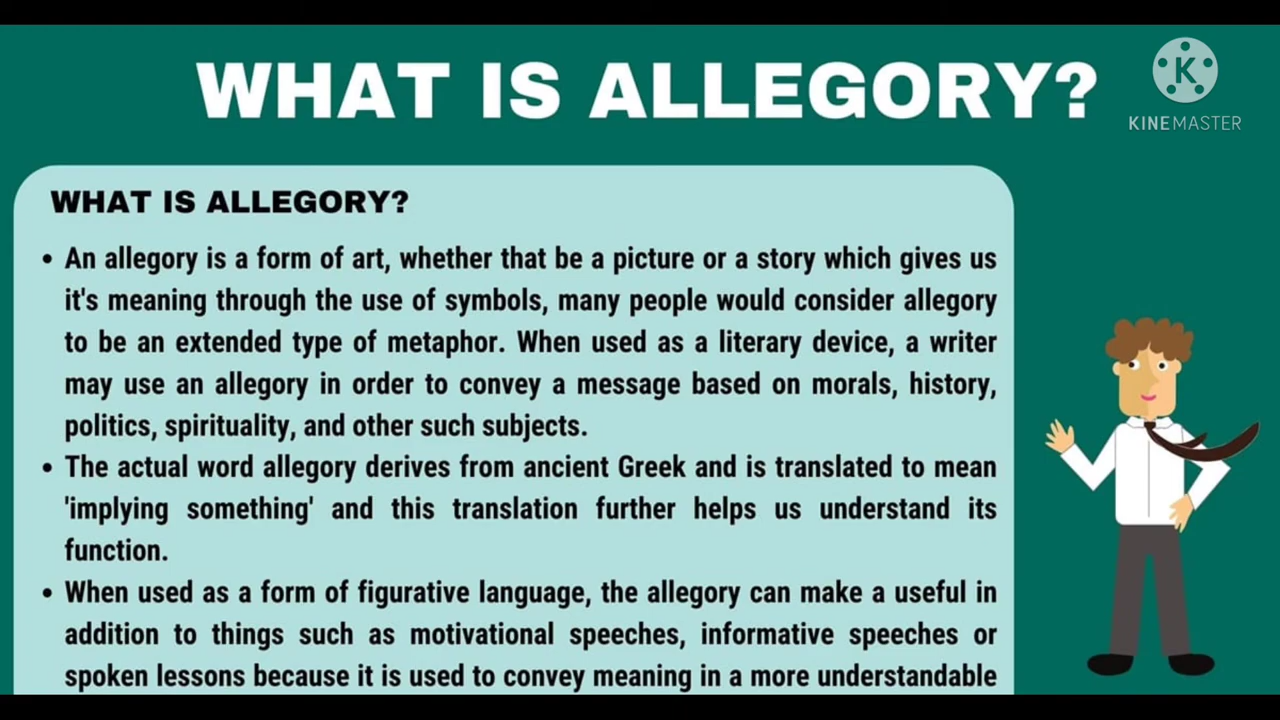 WHAT IS ALLEGORY?
K
KINEMASTER
WHAT IS ALLEGORY?
• An allegory is a form of art, whether that be a picture or a story which gives us
it's meaning through the use of symbols, many people would consider allegory
to be an extended type of metaphor. When used as a literary device, a writer
may use an allegory in order to convey a message based on morals, history,
politics, spirituality, and other such subjects.
• The actual word allegory derives from ancient Greek and is translated to mean
'implying something' and this translation further helps us understand its
function.
• When used as a form of figurative language, the allegory can make a useful in
addition to things such as motivational speeches, informative speeches or
spoken lessons because it is used to convey meaning in a more understandable